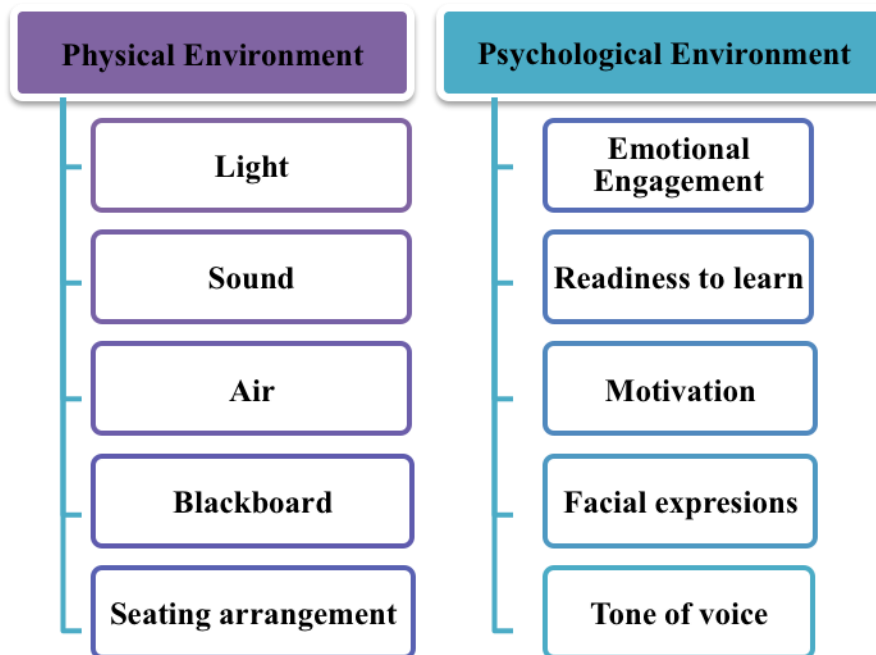 Physical Environment
Light
Sound
Air
Blackboard
Seating arrangement
Psychological Environment
Emotional
Engagement
Readiness to learn
Motivation
Facial expresions
Tone of voice